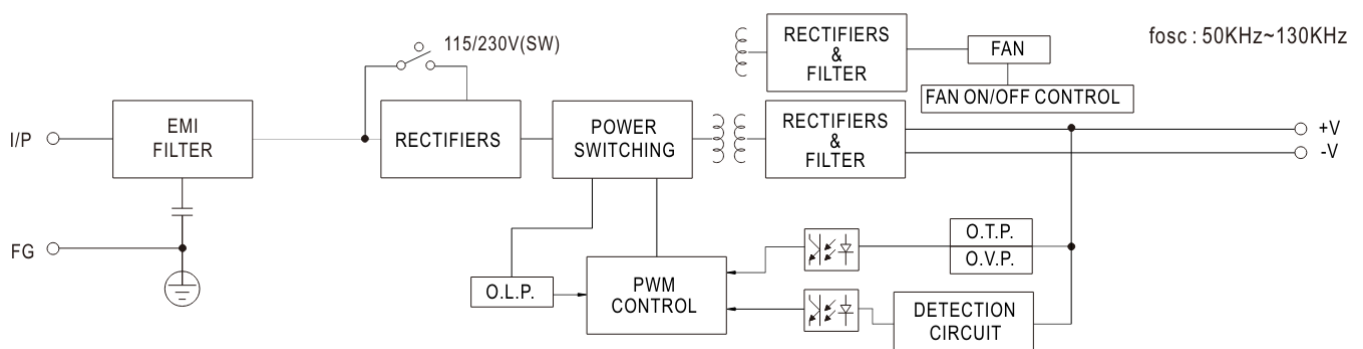 115/230V(SW)
RECTIFIERS
&
FILTER
FAN
fosc : 50KHz~130KHz
FAN ON/OFF CONTROL
I/P
EMI
FILTER
RECTIFIERS
POWER
SWITCHING
RECTIFIERS
&
FILTER
+V
-V
FG
O.T.P.
O.V.P.
O.L.P.
PWM
CONTROL
DETECTION
CIRCUIT